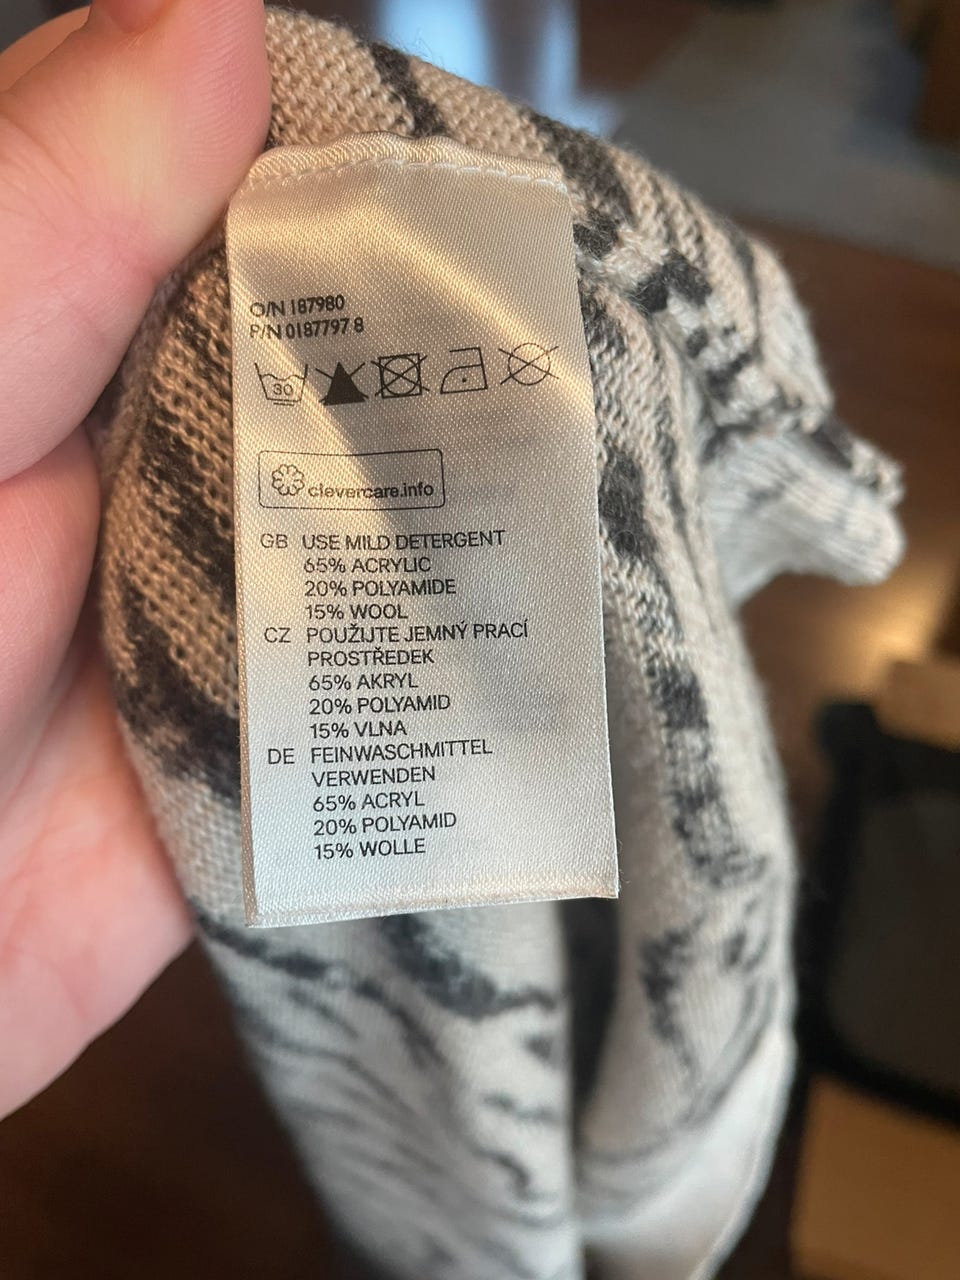 O/N 187980
P/N 0187797 8
30
clevercare.info
GB USE MILD DETERGENT
65% ACRYLIC
20% POLYAMIDE
15% WOOL
CZ POUŽIJTE JEMNÝ PRACÍ
PROSTŘEDEK
65% AKRYL
20% POLYAMID
15% VLNA
DE FEINWASCHMITTEL
VERWENDEN
65% ACRYL
20% POLYAMID
15% WOLLE